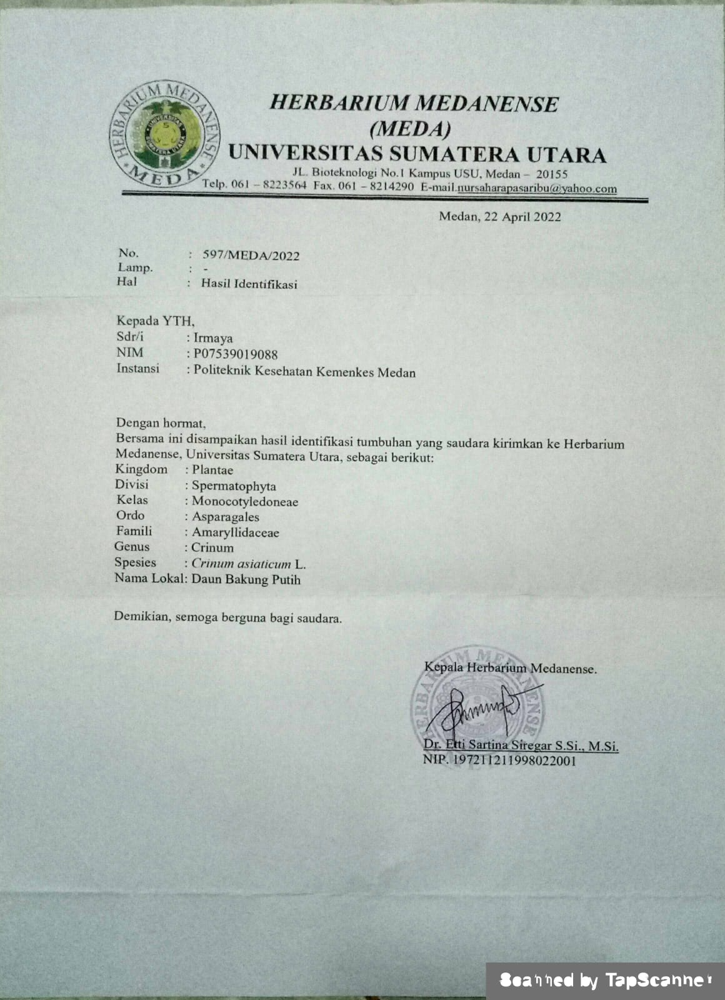 HERBARIUM MEDANENSE
(MEDA)
UNIVERSITAS SUMATERA UTARA
JL. Bioteknologi No.1 Kampus USU, Medan – 20155
Telp. 061 – 8223564 Fax. 061 – 8214290 E-mail.nursaharapasaribu@yahoo.com
HERBARIUM MEDANENSE
MEDA
UNIVERSITAS
SUMATERA UTARA
Medan, 22 April 2022
No. : 597/MEDA/2022
Lamp. : -
Hal : Hasil Identifikasi
Kepada YTH,
Sdr/i : Irmaya
NIM : P07539019088
Instansi : Politeknik Kesehatan Kemenkes Medan
Dengan hormat,
Bersama ini disampaikan hasil identifikasi tumbuhan yang saudara kirimkan ke Herbarium
Medanense, Universitas Sumatera Utara, sebagai berikut:
Kingdom : Plantae
Divisi : Spermatophyta
Kelas : Monocotyledoneae
Ordo : Asparagales
Famili : Amaryllidaceae
Genus : Crinum
Spesies : Crinum asiaticum L.
Nama Lokal: Daun Bakung Putih
Demikian, semoga berguna bagi saudara.
Kepala Herbarium Medanense.
HERBARIUM MEDANENSE
Dr. Etti Sartina Siregar S.Si., M.Si.
NIP. 197211211998022001
Scanned by TapScanner